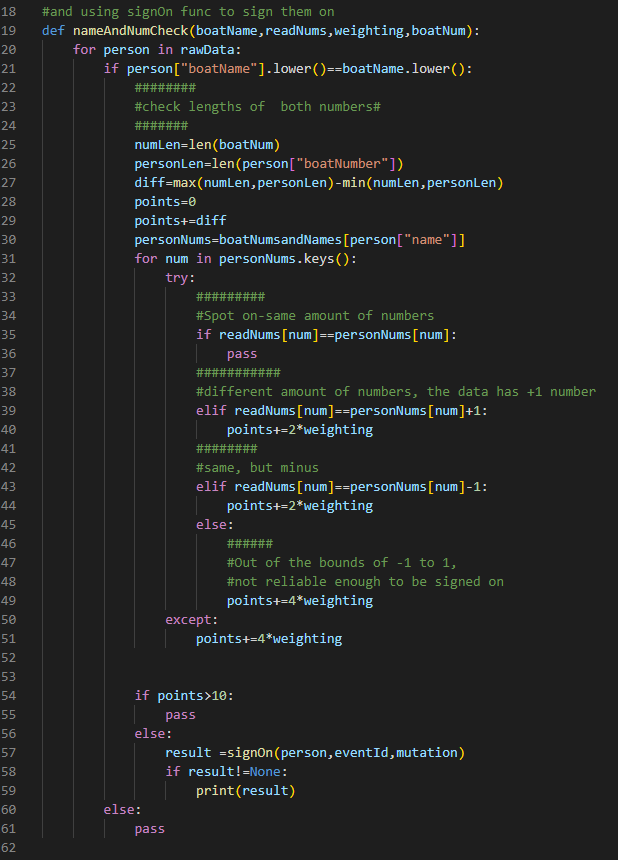 18 #and using signOn func to sign them on
19 def nameAndNumCheck(boatName,readNums,weighting,boatNum):
20     for person in rawData:
21         if person["boatName"].lower()==boatName.lower():
22             ########
23             #check lengths of  both numbers#
24             #######
25             numLen=len(boatNum)
26             personLen=len(person["boatNumber"])
27             diff=max(numLen,personLen)-min(numLen,personLen)
28             points=0
29             points+=diff
30             personNums=boatNumsandNames[person["name"]]
31             for num in personNums.keys():
32                 try:
33                     #########
34                     #Spot on-same amount of numbers
35                     if readNums[num]==personNums[num]:
36                         pass
37                     ###########
38                     #different amount of numbers, the data has +1 number
39                     elif readNums[num]==personNums[num]+1:
40                         points+=2*weighting
41                     ########
42                     #same, but minus
43                     elif readNums[num]==personNums[num]-1:
44                         points+=2*weighting
45                     else:
46                         ######
47                         #Out of the bounds of -1 to 1,
48                         #not reliable enough to be signed on
49                         points+=4*weighting
50                 except:
51                     points+=4*weighting
52
53
54             if points>10:
55                 pass
56             else:
57                 result =signOn(person,eventId,mutation)
58                 if result!=None:
59                     print(result)
60         else:
61             pass
62